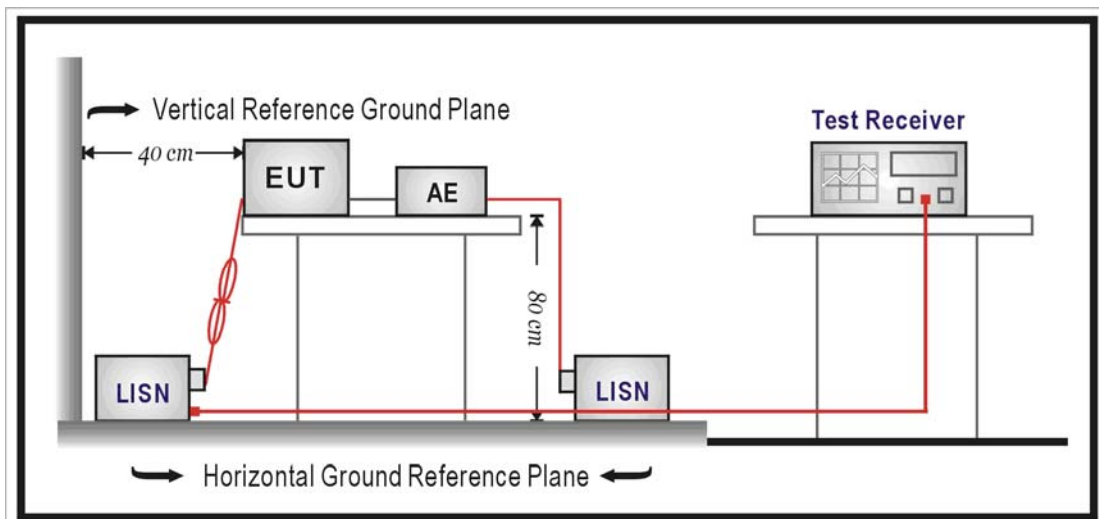 Vertical Reference Ground Plane
40 cm
EUT
AE
Test Receiver
80 cm
LISN
LISN
Horizontal Ground Reference Plane